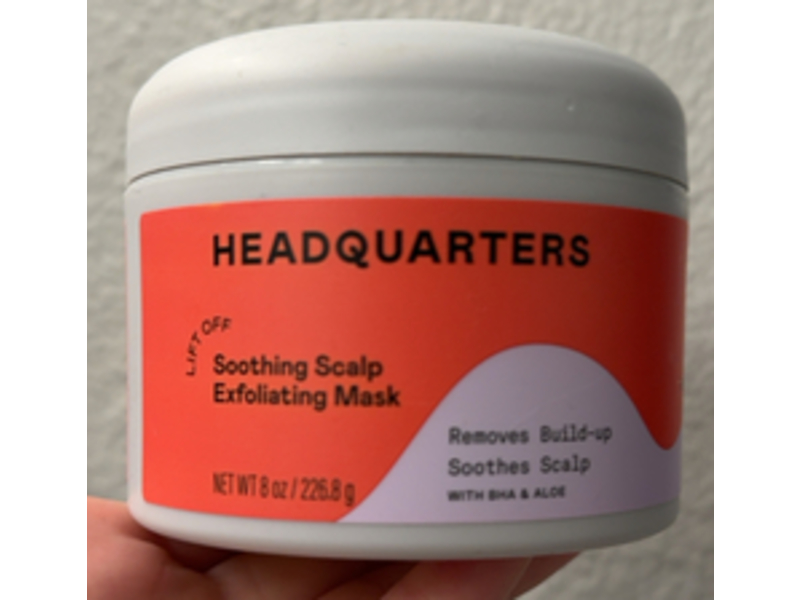 HEADQUARTERS
LIFT OFF
Soothing Scalp
Exfoliating Mask
NET WT 8 oz / 226.8 g
Removes Build-up
Soothes Scalp
WITH BHA & ALOE